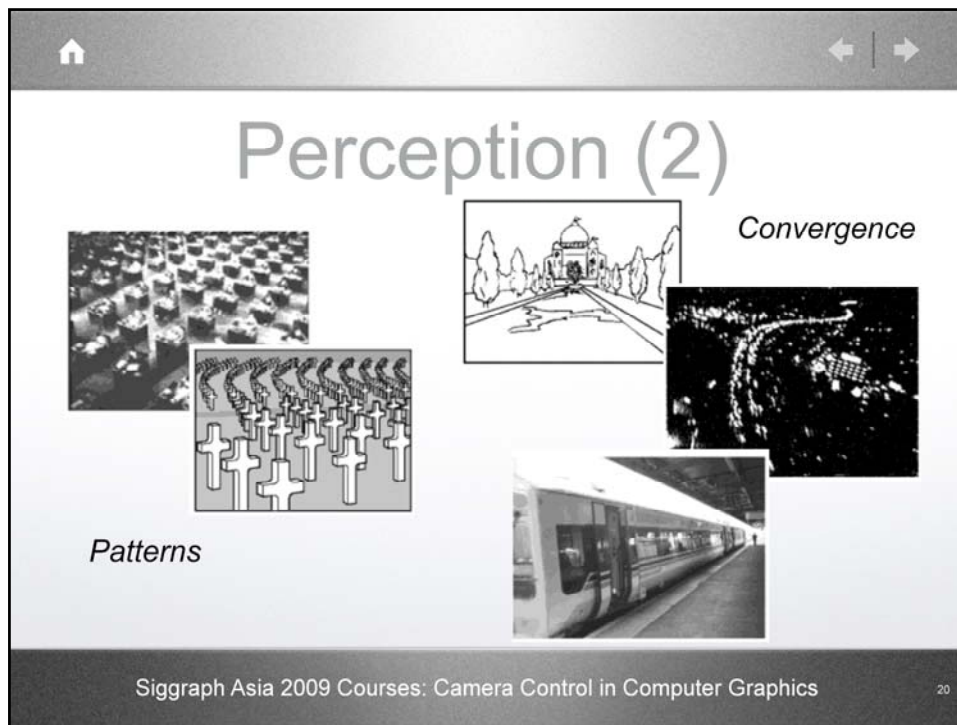 Perception (2)
Convergence
Patterns
Siggraph Asia 2009 Courses: Camera Control in Computer Graphics
20